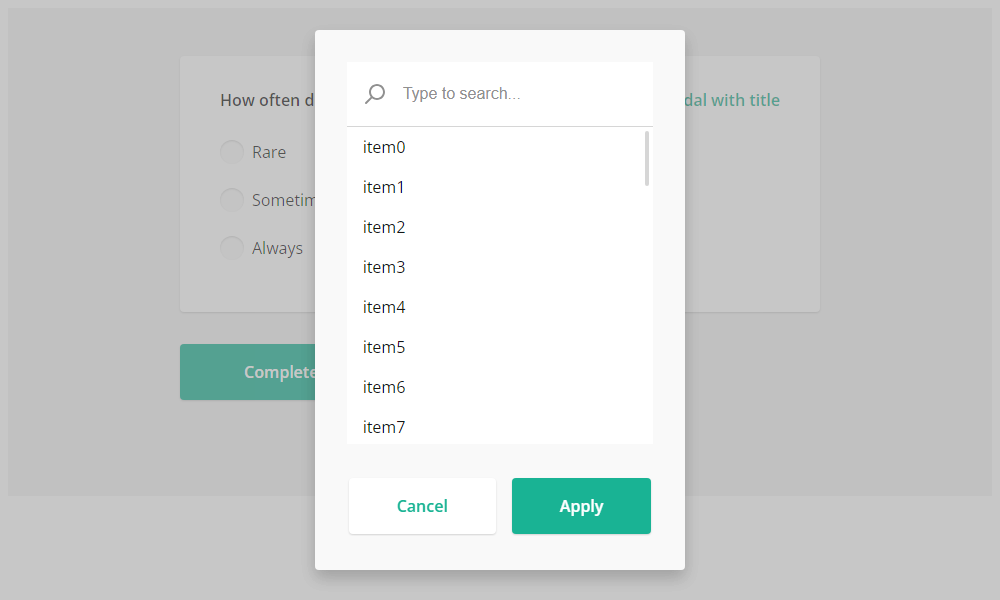 How often d
dal with title
Rare
Sometim
Always
Complete
Type to search...
item0
item1
item2
item3
item4
item5
item6
item7
Cancel
Apply